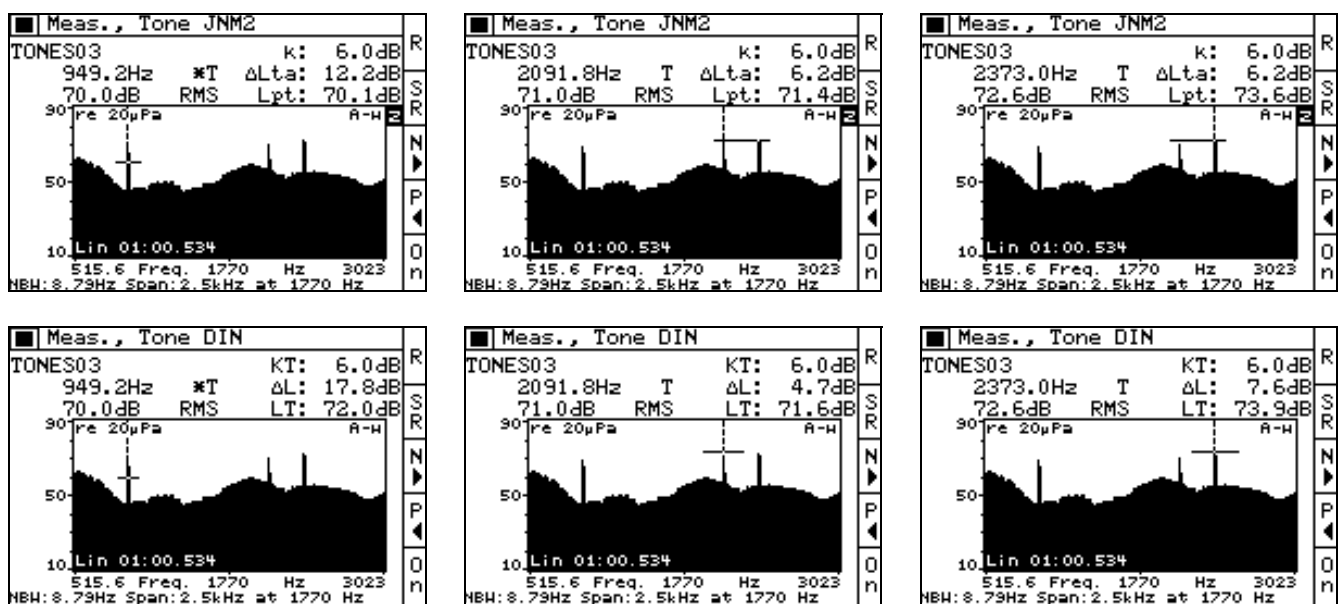 Meas., Tone JNM2
TONES03 κ: 6.0dB R
949.2Hz *T ΔLta: 12.2dB
70.0dB RMS Lpt: 70.1dB S R
90 re 20µPa A-W 2
N
50
P
10 Lin 01:00.534
515.6 Freq. 1770 Hz 3023 On
NBW:8.79Hz Span:2.5kHz at 1770 Hz
Meas., Tone JNM2
TONES03 κ: 6.0dB R
2091.8Hz T ΔLta: 6.2dB
71.0dB RMS Lpt: 71.4dB S R
90 re 20µPa A-W 2
N
50
P
10 Lin 01:00.534
515.6 Freq. 1770 Hz 3023 On
NBW:8.79Hz Span:2.5kHz at 1770 Hz
Meas., Tone JNM2
TONES03 κ: 6.0dB R
2373.0Hz T ΔLta: 6.2dB
72.6dB RMS Lpt: 73.6dB S R
90 re 20µPa A-W 2
N
50
P
10 Lin 01:00.534
515.6 Freq. 1770 Hz 3023 On
NBW:8.79Hz Span:2.5kHz at 1770 Hz
Meas., Tone DIN
TONES03 KT: 6.0dB R
949.2Hz *T ΔL: 17.8dB
70.0dB RMS LT: 72.0dB S R
90 re 20µPa A-W
N
50
P
10 Lin 01:00.534
515.6 Freq. 1770 Hz 3023 On
NBW:8.79Hz Span:2.5kHz at 1770 Hz
Meas., Tone DIN
TONES03 KT: 6.0dB R
2091.8Hz T ΔL: 4.7dB
71.0dB RMS LT: 71.6dB S R
90 re 20µPa A-W
N
50
P
10 Lin 01:00.534
515.6 Freq. 1770 Hz 3023 On
NBW:8.79Hz Span:2.5kHz at 1770 Hz
Meas., Tone DIN
TONES03 KT: 6.0dB R
2373.0Hz T ΔL: 7.6dB
72.6dB RMS LT: 73.9dB S R
90 re 20µPa A-W
N
50
P
10 Lin 01:00.534
515.6 Freq. 1770 Hz 3023 On
NBW:8.79Hz Span:2.5kHz at 1770 Hz